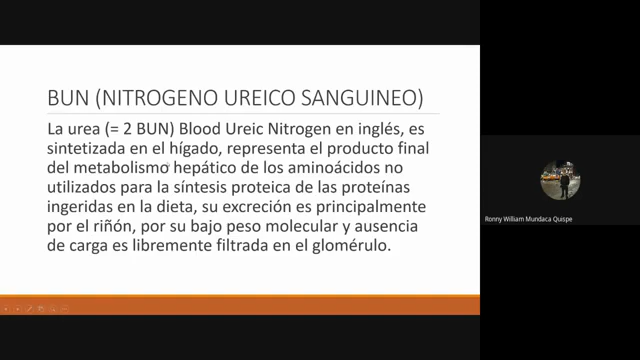 BUN (NITROGENO UREICO SANGUINEO)
La urea (= 2 BUN) Blood Ureic Nitrogen en inglés, es
sintetizada en el hígado, representa el producto final
del metabolismo hepático de los aminoácidos no
utilizados para la síntesis proteica de las proteínas
ingeridas en la dieta, su excreción es principalmente
por el riñón, por su bajo peso molecular y ausencia
de carga es libremente filtrada en el glomérulo.
Ronny William Mundaca Quispe